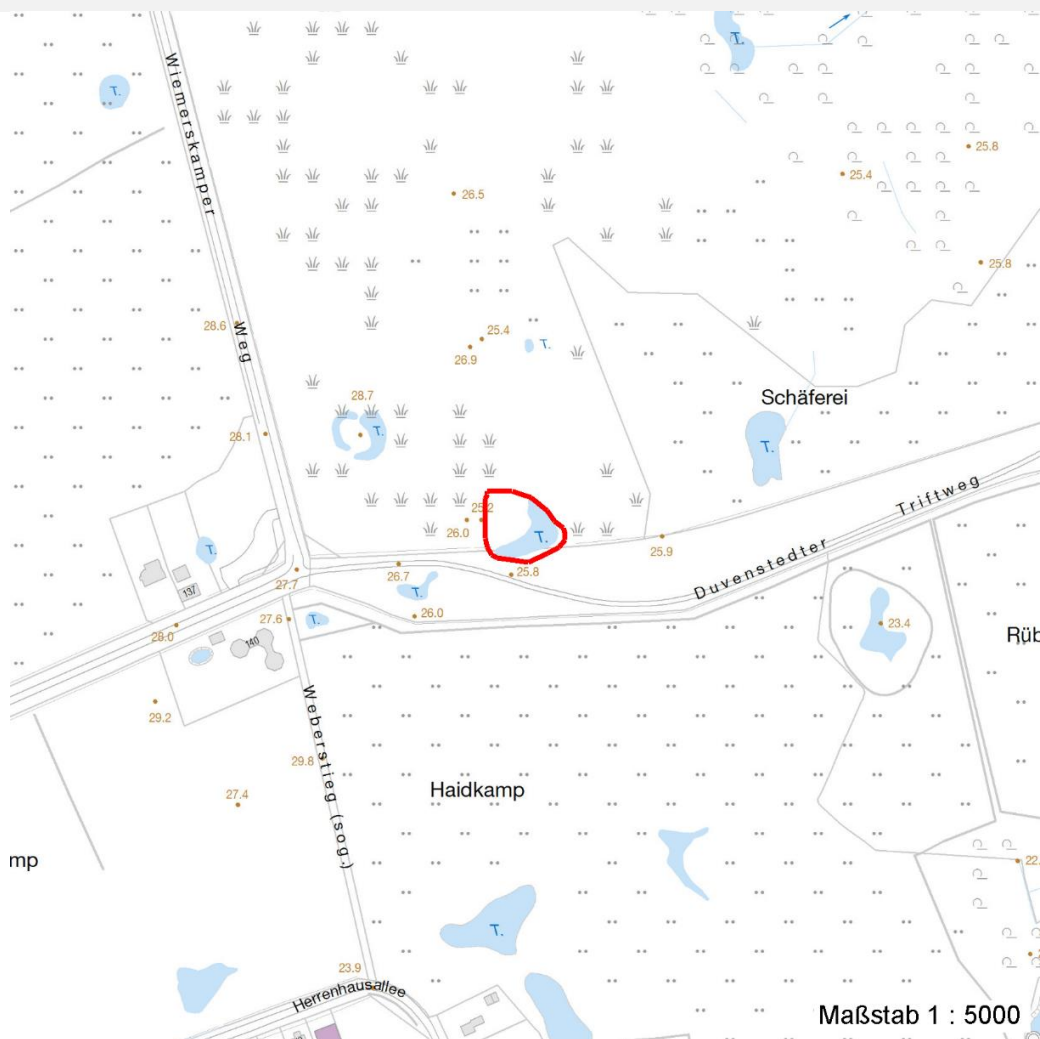 T.
T.
Wiemerskamper
25.8
25.4
26.5
25.8
28.6
Weg
25.4
26.9
T.
28.7
T.
28.1
Schäferei
T.
25.2
26.0
T.
Triftweg
25.9
T.
27.7
26.7
25.8
Duvenstedter
137
T.
26.0
27.6
T.
28.0
140
23.4
Rüb
29.2
Weberstieg (sog.)
29.8
27.4
Haidkamp
mp
22.
T.
23.9
Herrenhausallee
Maßstab 1 : 5000